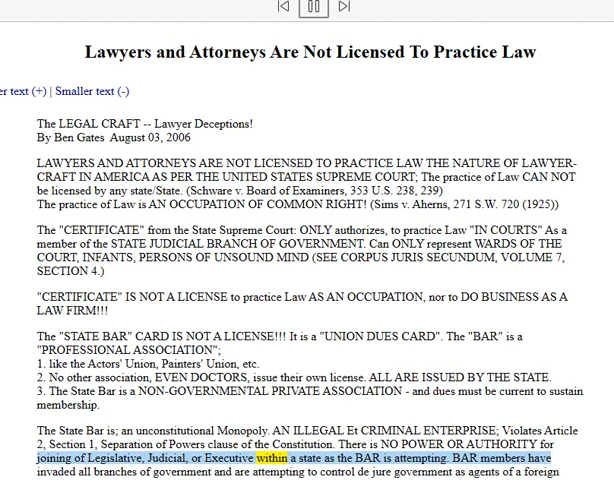 Lawyers and Attorneys Are Not Licensed To Practice Law
er text (+) | Smaller text (-)
The LEGAL CRAFT -- Lawyer Deceptions!
By Ben Gates August 03, 2006
LAWYERS AND ATTORNEYS ARE NOT LICENSED TO PRACTICE LAW THE NATURE OF LAWYER-
CRAFT IN AMERICA AS PER THE UNITED STATES SUPREME COURT; The practice of Law CAN NOT
be licensed by any state/State. (Schware v. Board of Examiners, 353 U.S. 238, 239)
The practice of Law is AN OCCUPATION OF COMMON RIGHT! (Sims v. Aherns, 271 S.W. 720 (1925))
The "CERTIFICATE" from the State Supreme Court: ONLY authorizes, to practice Law "IN COURTS" As a
member of the STATE JUDICIAL BRANCH OF GOVERNMENT. Can ONLY represent WARDS OF THE
COURT, INFANTS, PERSONS OF UNSOUND MIND (SEE CORPUS JURIS SECUNDUM, VOLUME 7,
SECTION 4.)
"CERTIFICATE" IS NOT A LICENSE to practice Law AS AN OCCUPATION, nor to DO BUSINESS AS A
LAW FIRM!!!
The "STATE BAR" CARD IS NOT A LICENSE!!! It is a "UNION DUES CARD". The "BAR" is a
"PROFESSIONAL ASSOCIATION";
1. like the Actors' Union, Painters' Union, etc.
2. No other association, EVEN DOCTORS, issue their own license. ALL ARE ISSUED BY THE STATE.
3. The State Bar is a NON-GOVERNMENTAL PRIVATE ASSOCIATION - and dues must be current to sustain
membership.
The State Bar is; an unconstitutional Monopoly. AN ILLEGAL Et CRIMINAL ENTERPRISE; Violates Article
2, Section 1, Separation of Powers clause of the Constitution. There is NO POWER OR AUTHORITY for
joining of Legislative, Judicial, or Executive within a state as the BAR is attempting. BAR members have
invaded all branches of government and are attempting to control de jure government as agents of a foreign